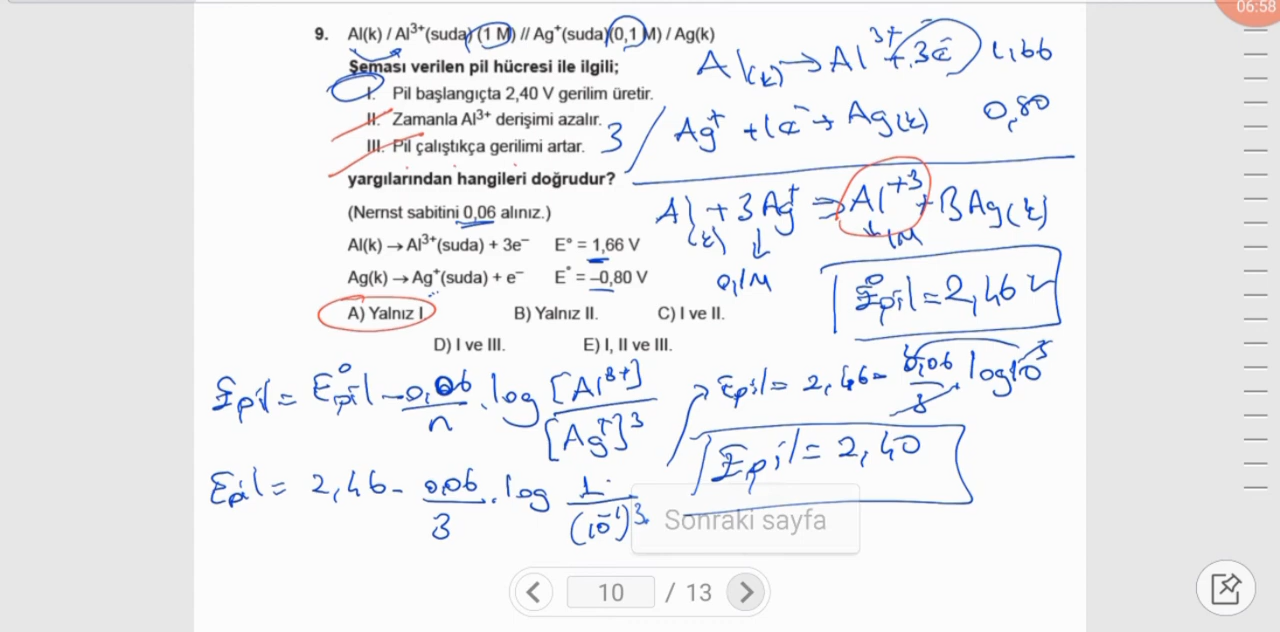 06:58
9. Al(k) / Al³⁺(suda) (1 M) // Ag⁺(suda)(0,1 M) / Ag(k)
Şeması verilen pil hücresi ile ilgili;
I. Pil başlangıçta 2,40 V gerilim üretir.
II. Zamanla Al³⁺ derişimi azalır.
III. Pil çalıştıkça gerilimi artar.
yargılarından hangileri doğrudur?
(Nernst sabitini 0,06 alınız.)
Al(k) → Al³⁺(suda) + 3e⁻ E° = 1,66 V
Ag(k) → Ag⁺(suda) + e⁻ E° = –0,80 V
A) Yalnız I B) Yalnız II. C) I ve II.
D) I ve III. E) I, II ve III.
Al(k) → Al³⁺ + 3e⁻ 1,66
3 / Ag⁺ + 1e⁻ → Ag(k) 0,80
Al(k) + 3Ag⁺ ⇒ Al⁺³ + 3Ag(k)
0,1M 1M
E°pil = 2,46 V
Epil = E°pil – 0,06/n . log [Al³⁺]/[Ag⁺]³
Epil = 2,46 - 0,06/3 . log 1/(10⁻¹)³
Epil = 2,46 - 0,06/3 log10³
Epil = 2,40
Sonraki sayfa
10 / 13